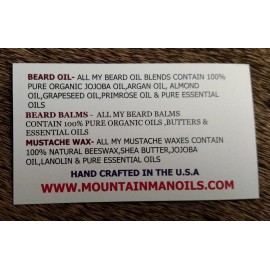 BEARD OIL- ALL MY BEARD OIL BLENDS CONTAIN 100%
PURE ORGANIC JOJOBA OIL,ARGAN OIL, ALMOND
OIL,GRAPESEED OIL,PRIMROSE OIL & PURE ESSENTIAL
OILS
BEARD BALMS - ALL MY BEARD BALMS
CONTAIN 100% PURE ORGANIC OILS ,BUTTERS &
ESSENTIAL OILS
MUSTACHE WAX- ALL MY MUSTACHE WAXES CONTAIN
100% NATURAL BEESWAX,SHEA BUTTER,JOJOBA
OIL,LANOLIN & PURE ESSENTIAL OILS
HAND CRAFTED IN THE U.S.A
WWW.MOUNTAINMANOILS.COM